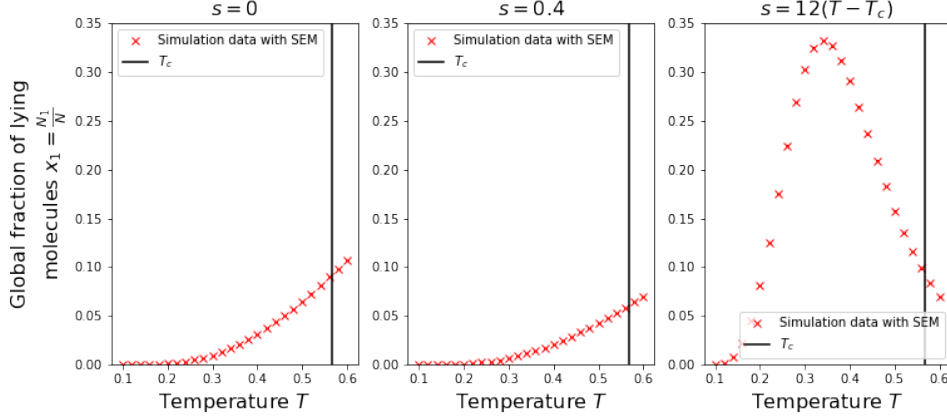 s = 0
s = 0.4
s = 12(T − T_c)
Global fraction of lying
molecules x₁ = N₁/N
0.35
0.30
0.25
0.20
0.15
0.10
0.05
0.00
Simulation data with SEM
T_c
0.1 0.2 0.3 0.4 0.5 0.6
Temperature T
0.35
0.30
0.25
0.20
0.15
0.10
0.05
0.00
Simulation data with SEM
T_c
0.1 0.2 0.3 0.4 0.5 0.6
Temperature T
0.35
0.30
0.25
0.20
0.15
0.10
0.05
0.00
Simulation data with SEM
T_c
0.1 0.2 0.3 0.4 0.5 0.6
Temperature T